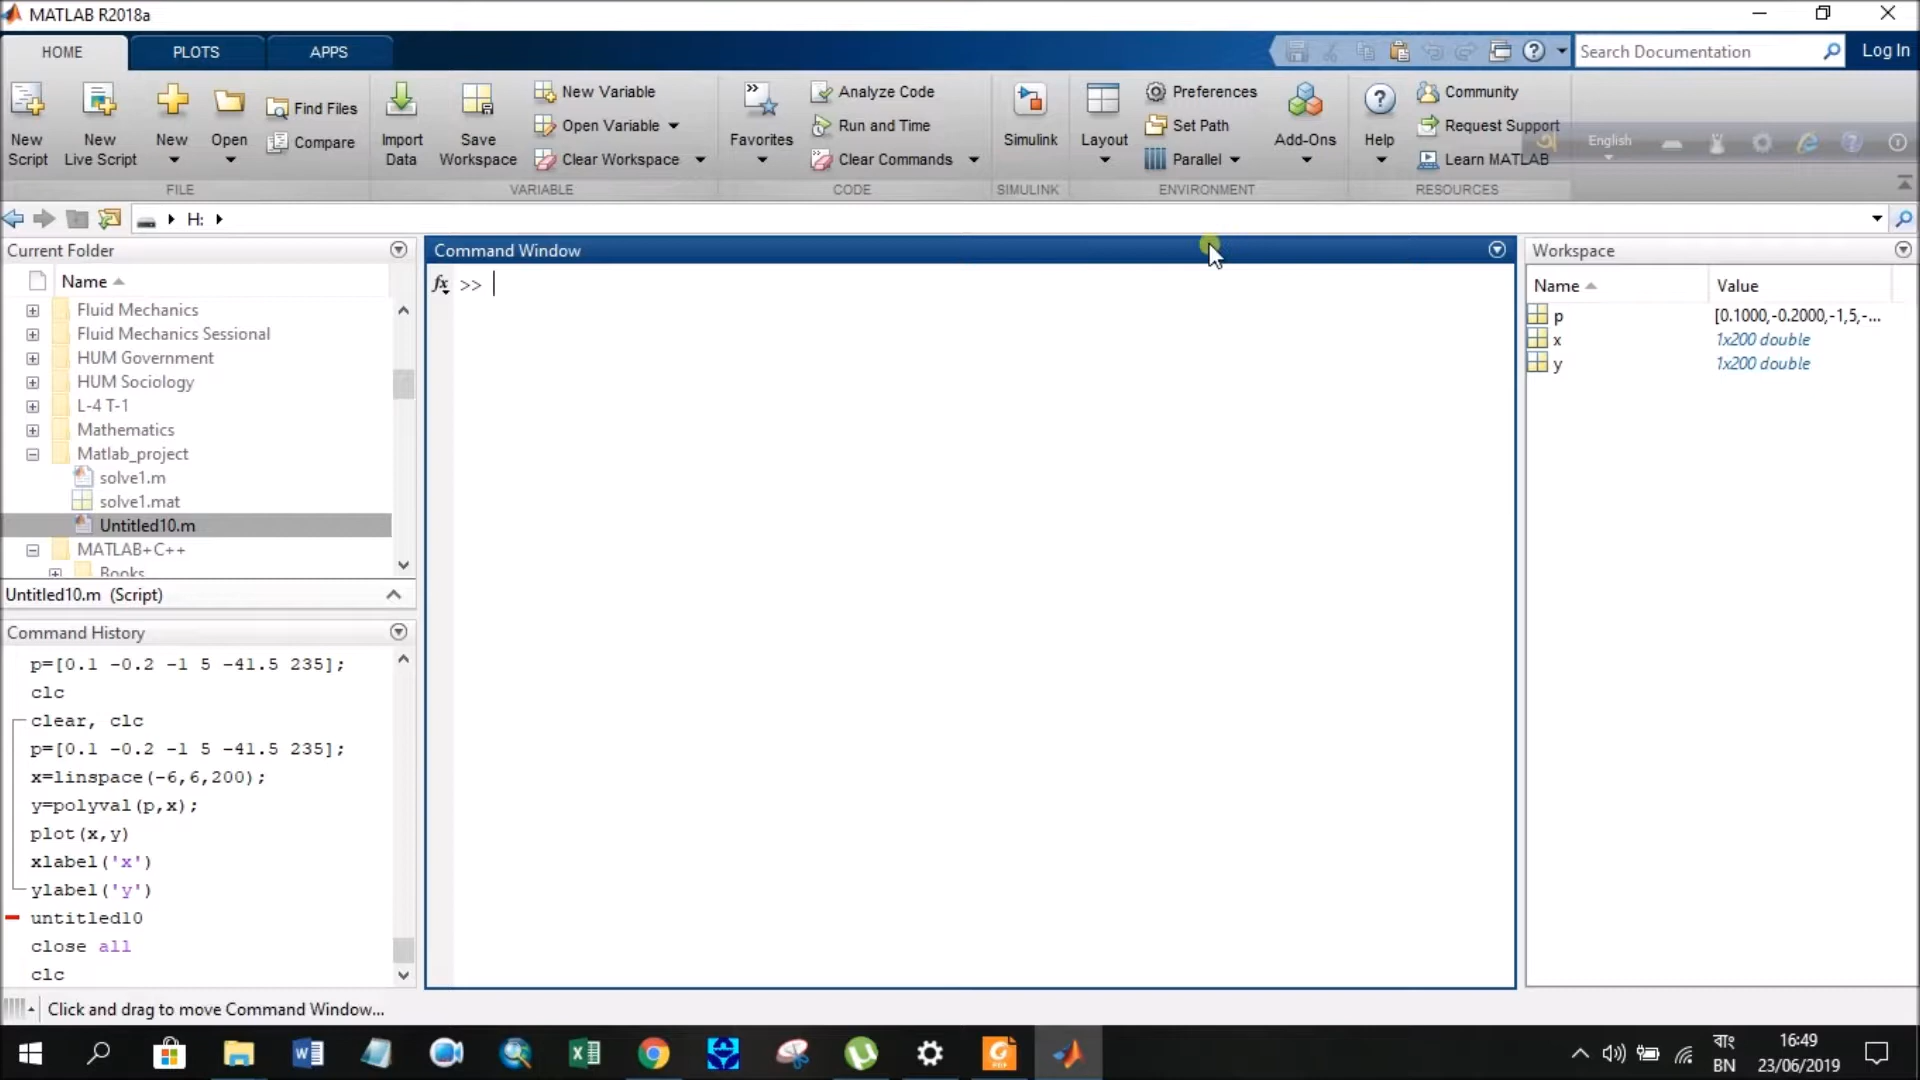 MATLAB R2018a
HOME PLOTS APPS
Search Documentation
Log In
New Script
New Live Script
New
Open
Find Files
Compare
FILE
Import Data
Save Workspace
New Variable
Open Variable
Clear Workspace
VARIABLE
Favorites
Analyze Code
Run and Time
Clear Commands
CODE
Simulink
SIMULINK
Layout
Preferences
Set Path
Parallel
Add-Ons
ENVIRONMENT
Help
Community
Request Support
Learn MATLAB
RESOURCES
English
H:
Current Folder
Name
Fluid Mechanics
Fluid Mechanics Sessional
HUM Government
HUM Sociology
L-4 T-1
Mathematics
Matlab_project
solve1.m
solve1.mat
Untitled10.m
MATLAB+C++
Books
Untitled10.m (Script)
Command History
p=[0.1 -0.2 -1 5 -41.5 235];
clc
clear, clc
p=[0.1 -0.2 -1 5 -41.5 235];
x=linspace(-6,6,200);
y=polyval(p,x);
plot(x,y)
xlabel('x')
ylabel('y')
untitled10
close all
clc
Command Window
fx >>
Workspace
Name Value
p [0.1000,-0.2000,-1,5,-...
x 1x200 double
y 1x200 double
Click and drag to move Command Window...
বাং
BN
16:49
23/06/2019